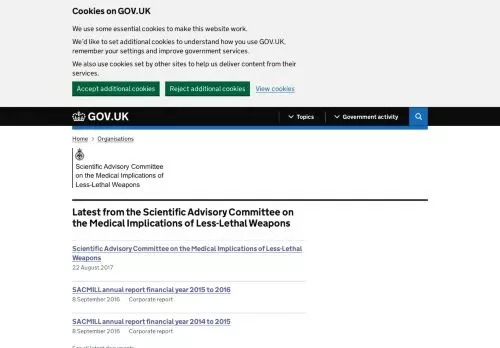 Cookies on GOV.UK
We use some essential cookies to make this website work.
We'd like to set additional cookies to understand how you use GOV.UK,
remember your settings and improve government services.
We also use cookies set by other sites to help us deliver content from their
services.
Accept additional cookies Reject additional cookies View cookies
GOV.UK Topics Government activity
Home Organisations
Scientific Advisory Committee
on the Medical Implications of
Less-Lethal Weapons
Latest from the Scientific Advisory Committee on
the Medical Implications of Less-Lethal Weapons
Scientific Advisory Committee on the Medical Implications of Less-Lethal
Weapons
22 August 2017
SACMILL annual report financial year 2015 to 2016
8 September 2016 Corporate report
SACMILL annual report financial year 2014 to 2015
8 September 2016 Corporate report